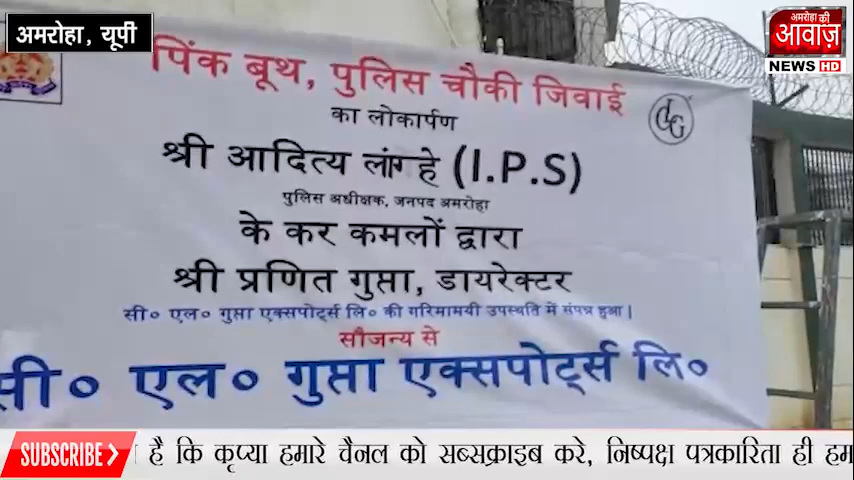 अमरोहा, यूपी
अमरोहा की
आवाज़
NEWS HD
पिंक बूथ, पुलिस चौकी जिवाई
का लोकार्पण
श्री आदित्य लांग्हे (I.P.S)
पुलिस अधीक्षक, जनपद अमरोहा
के कर कमलों द्वारा
श्री प्रणित गुप्ता, डायरेक्टर
सी० एल० गुप्ता एक्सपोर्ट्स लि० की गरिमामयी उपस्थति में संपन्न हुआ |
सौजन्य से
सी० एल० गुप्ता एक्सपोर्ट्स लि०
SUBSCRIBE
है कि कृप्या हमारे चैनल को सब्सक्राइब करे, निष्पक्ष पत्रकारिता ही हम